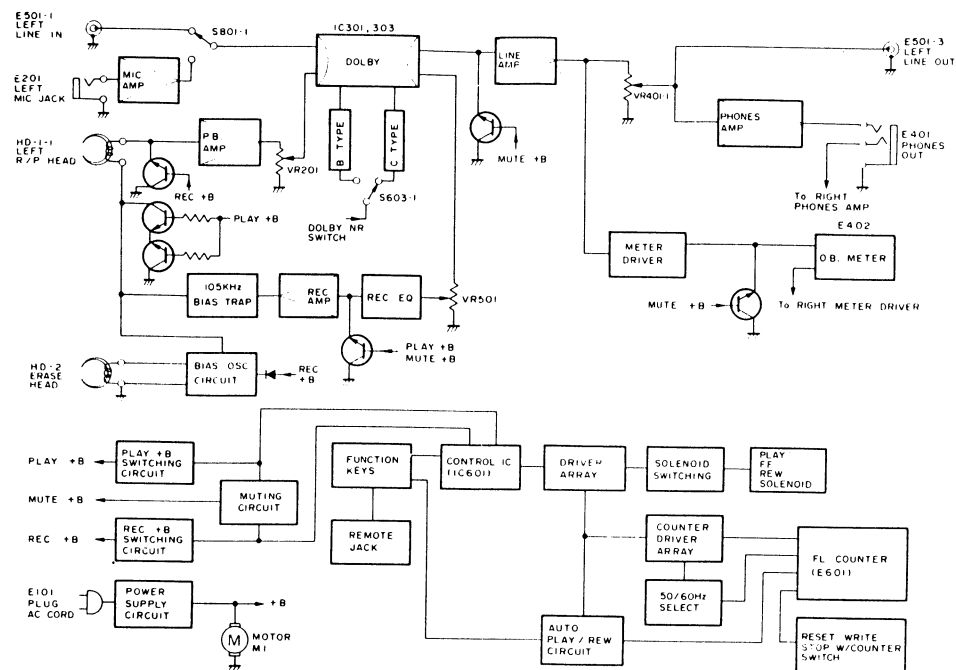 E501-1
LEFT
LINE IN
S801-1
IC301, 303
DOLBY
LINE
AMP
E501-3
LEFT
LINE OUT
E201
LEFT
MIC JACK
MIC
AMP
VR401-1
PHONES
AMP
E401
PHONES
OUT
HD-1-1
LEFT
R/P HEAD
PB
AMP
VR201
B TYPE
C TYPE
MUTE +B
REC +B
S603-1
DOLBY NR
SWITCH
To RIGHT
PHONES AMP
PLAY +B
METER
DRIVER
E402
O.B. METER
105KHz
BIAS TRAP
REC
AMP
REC EQ
VR501
MUTE +B
To RIGHT METER DRIVER
PLAY +B
MUTE +B
HD-2
ERASE
HEAD
BIAS OSC
CIRCUIT
REC
+B
PLAY +B
PLAY +B
SWITCHING
CIRCUIT
FUNCTION
KEYS
CONTROL IC
(IC601)
DRIVER
ARRAY
SOLENOID
SWITCHING
PLAY
FF
REW
SOLENOID
MUTE +B
MUTING
CIRCUIT
REC +B
REC +B
SWITCHING
CIRCUIT
REMOTE
JACK
COUNTER
DRIVER
ARRAY
FL COUNTER
(E601)
E101
PLUG
AC CORD
POWER
SUPPLY
CIRCUIT
+B
50/60Hz
SELECT
M
MOTOR
M1
AUTO
PLAY/REW
CIRCUIT
RESET WRITE
STOP W/COUNTER
SWITCH